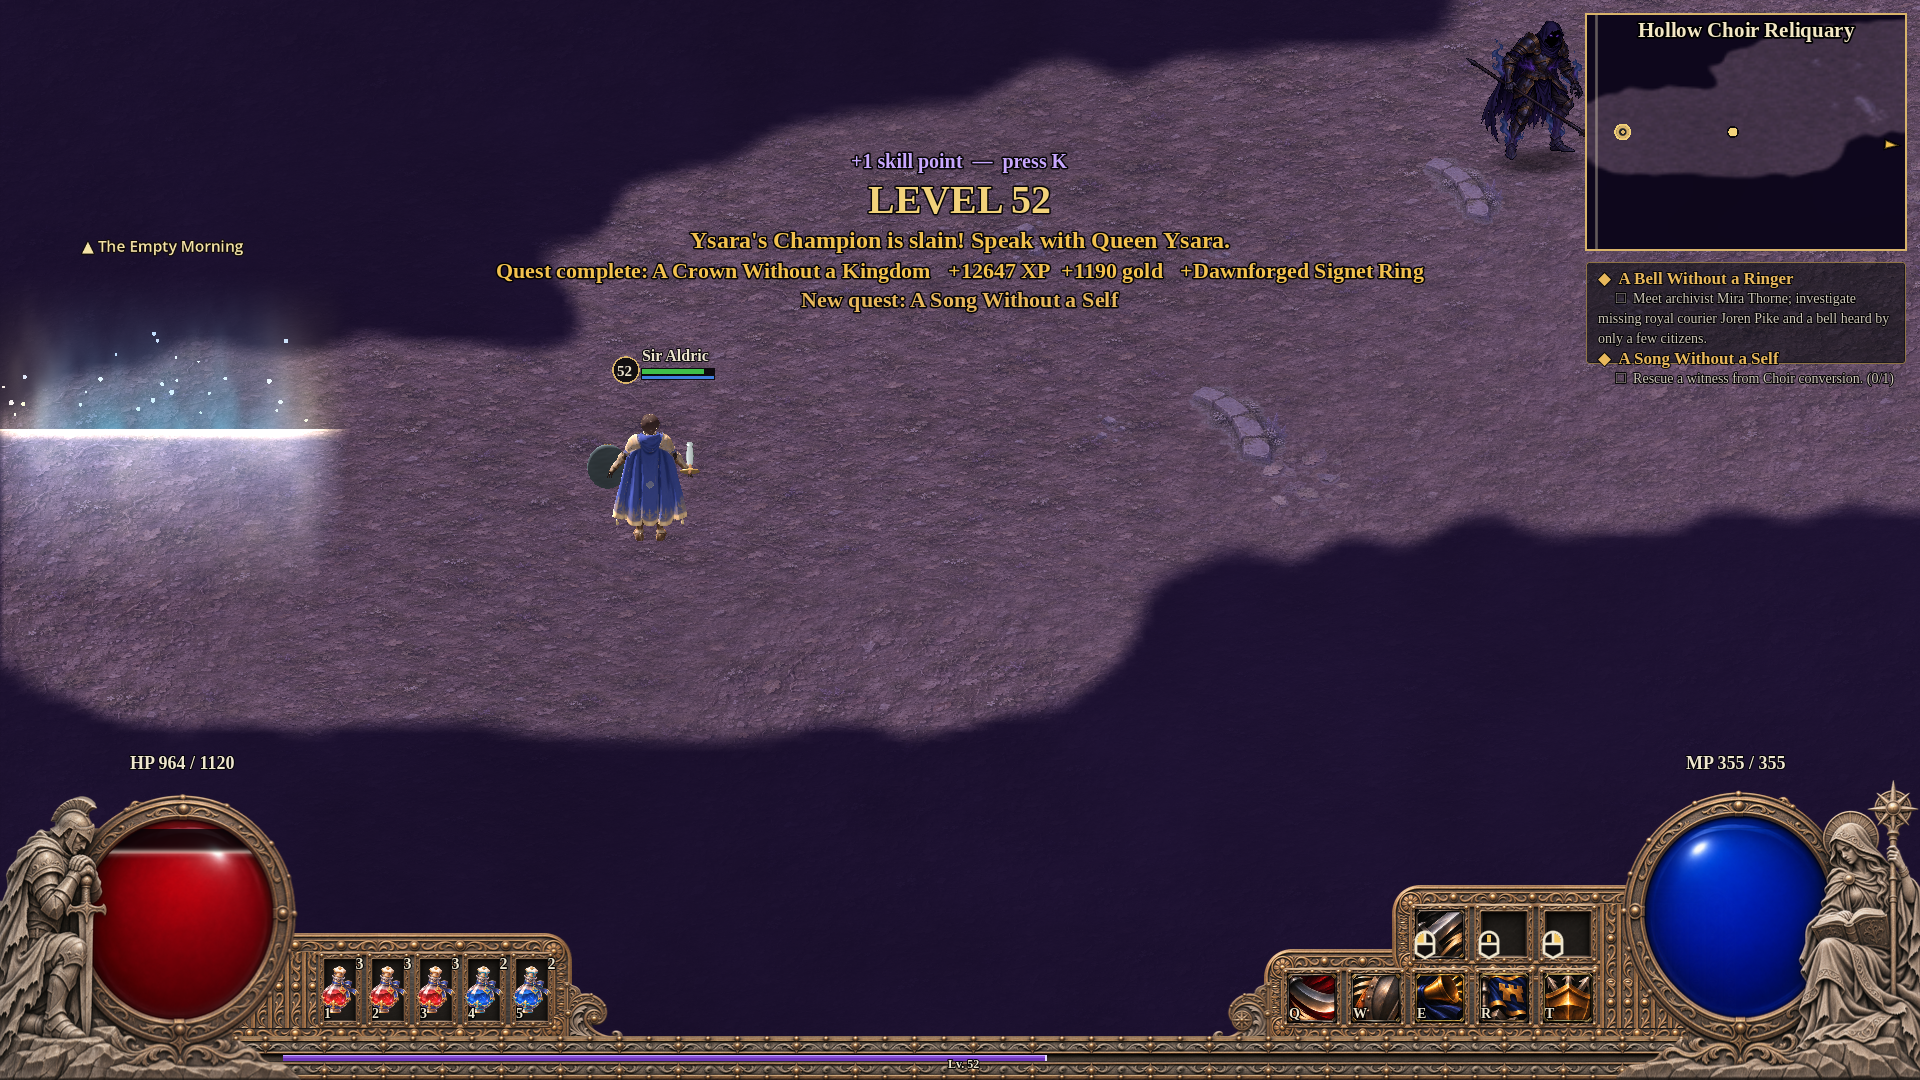 Hollow Choir Reliquary
+1 skill point — press K
LEVEL 52
Ysara's Champion is slain! Speak with Queen Ysara.
Quest complete: A Crown Without a Kingdom +12647 XP +1190 gold +Dawnforged Signet Ring
New quest: A Song Without a Self
▲ The Empty Morning
◆ A Bell Without a Ringer
Meet archivist Mira Thorne; investigate
missing royal courier Joren Pike and a bell heard by
only a few citizens.
◆ A Song Without a Self
Rescue a witness from Choir conversion. (0/1)
Sir Aldric
52
HP 964 / 1120
MP 355 / 355
3 3 3 2 2
1 2 3 4 5
Q W E R T
Lv. 52